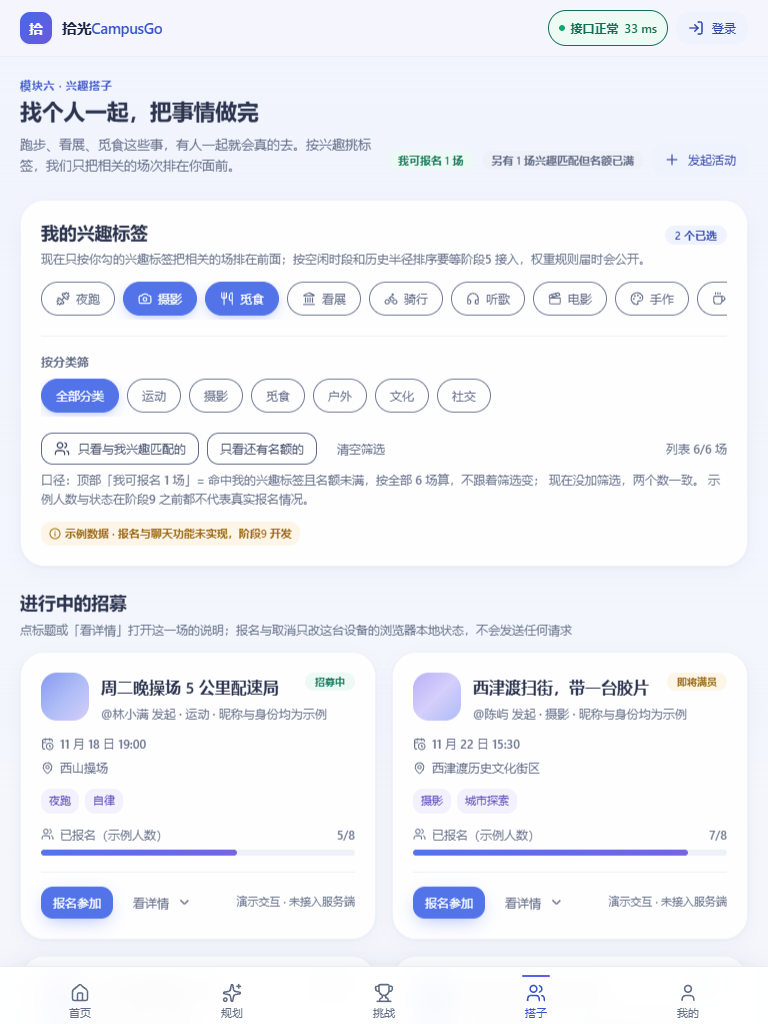 拾 拾光CampusGo 接口正常 33 ms 登录
模块六 · 兴趣搭子
找个人一起，把事情做完
跑步、看展、觅食这些事，有人一起就会真的去。按兴趣挑标
签，我们只把相关的场次排在你面前。
我可报名 1 场 另有 1 场兴趣匹配但名额已满 发起活动
我的兴趣标签
2 个已选
现在只按你勾的兴趣标签把相关的场排在前面；按空闲时段和历史半径排序要等阶段5 接入，权重规则届时会公开。
夜跑 摄影 觅食 看展 骑行 听歌 电影 手作
按分类筛
全部分类 运动 摄影 觅食 户外 文化 社交
只看与我兴趣匹配的 只看还有名额的 清空筛选 列表 6/6 场
口径：顶部「我可报名 1 场」= 命中我的兴趣标签且名额未满，按全部 6 场算，不跟着筛选变； 现在没加筛选，两个数一致。 示
例人数与状态在阶段9 之前都不代表真实报名情况。
示例数据 · 报名与聊天功能未实现，阶段9 开发
进行中的招募
点标题或「看详情」打开这一场的说明；报名与取消只改这台设备的浏览器本地状态，不会发送任何请求
周二晚操场 5 公里配速局 招募中
@林小满 发起 · 运动 · 昵称与身份均为示例
11 月 18 日 19:00
西山操场
夜跑 自律
已报名（示例人数） 5/8
报名参加 看详情 演示交互 · 未接入服务端
西津渡扫街，带一台胶片 即将满员
@陈屿 发起 · 摄影 · 昵称与身份均为示例
11 月 22 日 15:30
西津渡历史文化街区
摄影 城市探索
已报名（示例人数） 7/8
报名参加 看详情 演示交互 · 未接入服务端
首页 规划 挑战 搭子 我的